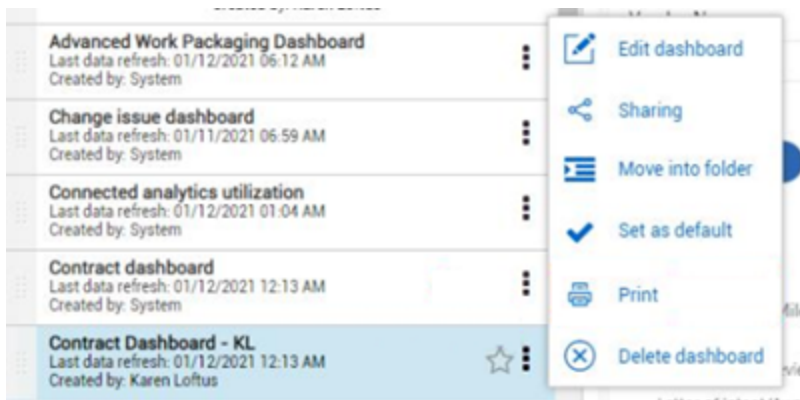 Advanced Work Packaging Dashboard
Last data refresh: 01/12/2021 06:12 AM
Created by: System
Change issue dashboard
Last data refresh: 01/11/2021 06:59 AM
Created by: System
Connected analytics utilization
Last data refresh: 01/12/2021 01:04 AM
Created by: System
Contract dashboard
Last data refresh: 01/12/2021 12:13 AM
Created by: System
Contract Dashboard - KL
Last data refresh: 01/12/2021 12:13 AM
Created by: Karen Loftus
Edit dashboard
Sharing
Move into folder
Set as default
Print
Delete dashboard